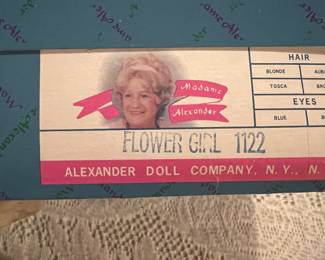 Madame
Alexander
FLOWER GIRL 1122
ALEXANDER DOLL COMPANY, N. Y., N.
HAIR
BLONDE
TOSCA
EYES
BLUE